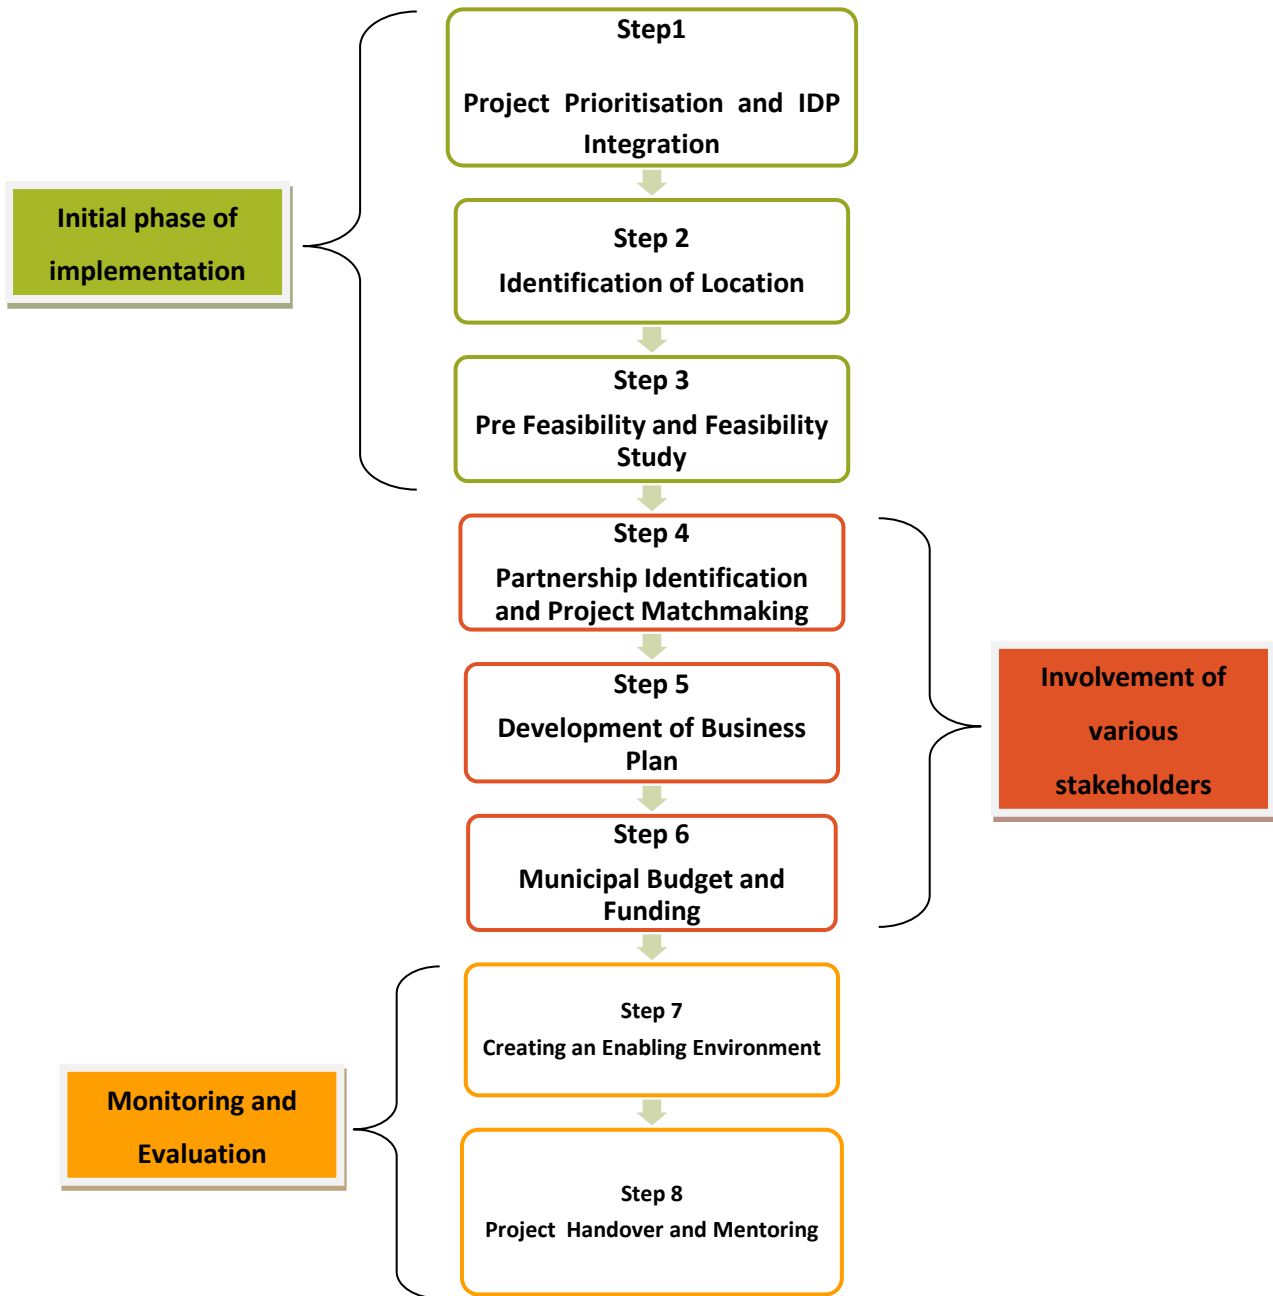 Step1
Project Prioritisation and IDP
Integration
Initial phase of
implementation
Step 2
Identification of Location
Step 3
Pre Feasibility and Feasibility
Study
Step 4
Partnership Identification
and Project Matchmaking
Step 5
Development of Business
Plan
Involvement of
various
stakeholders
Step 6
Municipal Budget and
Funding
Step 7
Creating an Enabling Environment
Monitoring and
Evaluation
Step 8
Project Handover and Mentoring